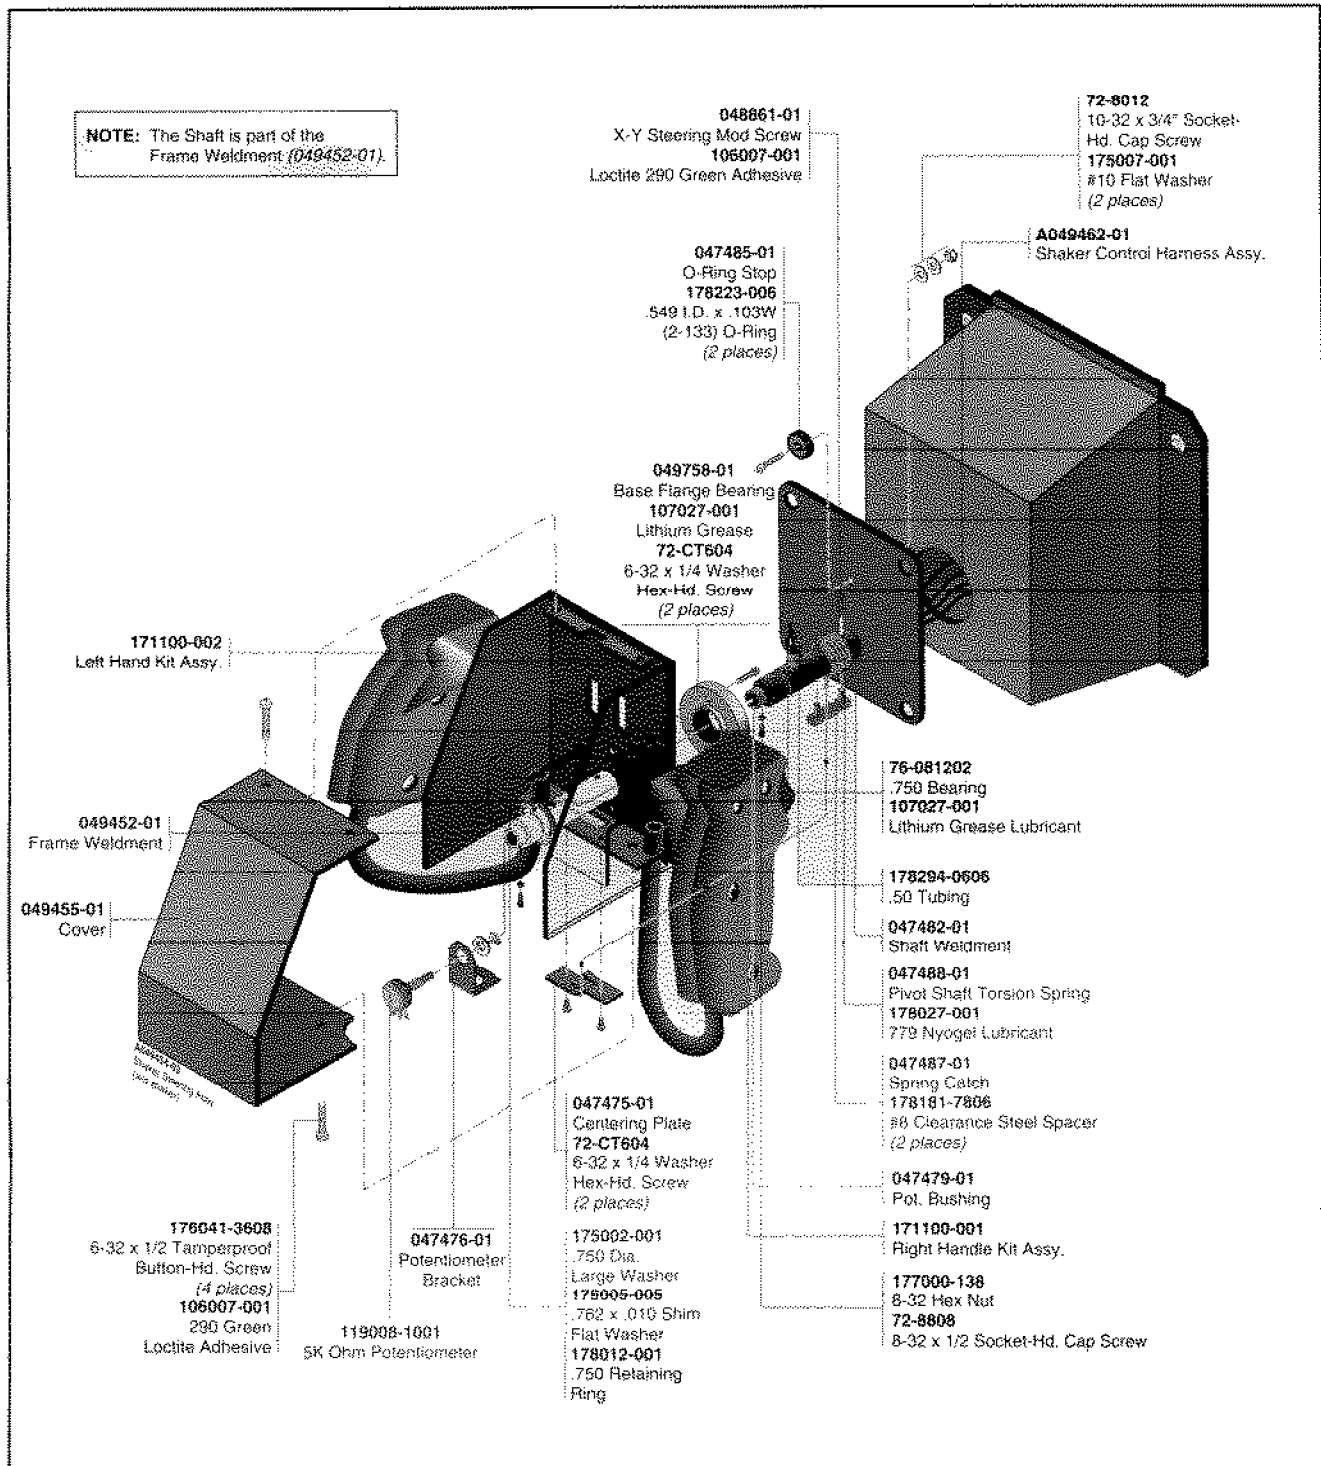 NOTE: The Shaft is part of the
Frame Weldment (049452-01).
048861-01
X-Y Steering Mod Screw
106007-001
Loctite 290 Green Adhesive
72-8012
10-32 x 3/4" Socket-
Hd. Cap Screw
175007-001
#10 Flat Washer
(2 places)
A049462-01
Shaker Control Harness Assy.
047485-01
O-Ring Stop
178223-006
.549 I.D. x .103W
(2-133) O-Ring
(2 places)
049758-01
Base Flange Bearing
107027-001
Lithium Grease
72-CT604
6-32 x 1/4 Washer
Hex-Hd. Screw
(2 places)
171100-002
Left Hand Kit Assy.
049452-01
Frame Weldment
049455-01
Cover
76-081202
.750 Bearing
107027-001
Lithium Grease Lubricant
178294-0606
.50 Tubing
047482-01
Shaft Weldment
047488-01
Pivot Shaft Torsion Spring
178027-001
779 Nyogel Lubricant
047487-01
Spring Catch
178181-7806
#8 Clearance Steel Spacer
(2 places)
047479-01
Pot. Bushing
171100-001
Right Handle Kit Assy.
177000-138
8-32 Hex Nut
72-8808
8-32 x 1/2 Socket-Hd. Cap Screw
047475-01
Centering Plate
72-CT604
6-32 x 1/4 Washer
Hex-Hd. Screw
(2 places)
175002-001
.750 Dia.
Large Washer
175005-005
.762 x .010 Shim
Flat Washer
178012-001
.750 Retaining
Ring
047476-01
Potentiometer
Bracket
119008-1001
5K Ohm Potentiometer
176041-3608
6-32 x 1/2 Tamperproof
Button-Hd. Screw
(4 places)
106007-001
290 Green
Loctite Adhesive